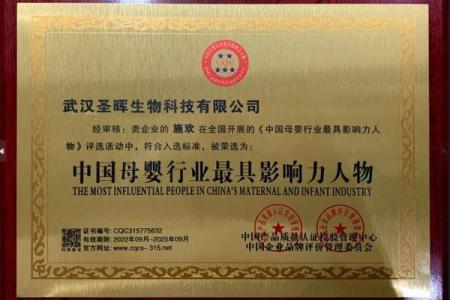 CQC
武汉圣晖生物科技有限公司
经审核：贵企业的 施欢 在全国开展的《中国母婴行业最具影响力人
物》评选活动中，符合入选标准，被荣选为：
中国母婴行业最具影响力人物
THE MOST INFLUENTIAL PEOPLE IN CHINA'S MATERNAL AND INFANT INDUSTRY
证书编号：CQC315775632
有效期限：2022年09月-2025年09月
官方网站：www.cqcs-315.net
中国产品质量认证校验管理中心
中国企业品牌评价管理委员会